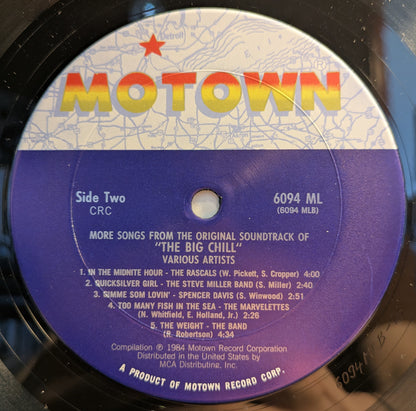 Detroit
MOTOWN®
Side Two
CRC
6094 ML
(6094 MLB)
MORE SONGS FROM THE ORIGINAL SOUNDTRACK OF
"THE BIG CHILL"
VARIOUS ARTISTS
1. IN THE MIDNITE HOUR - THE RASCALS (W. Pickett, S. Cropper) 4:00
2. QUICKSILVER GIRL - THE STEVE MILLER BAND (S. Miller) 2:40
3. GIMME SOM LOVIN' - SPENCER DAVIS (S. Winwood) 2:51
4. TOO MANY FISH IN THE SEA - THE MARVELETTES
(N. Whitfield, E. Holland, Jr.) 2:26
5. THE WEIGHT - THE BAND
(R. Robertson) 4:34
Compilation ℗ 1984 Motown Record Corporation
Distributed in the United States by
MCA Distributing, Inc.
A PRODUCT OF MOTOWN RECORD CORP.